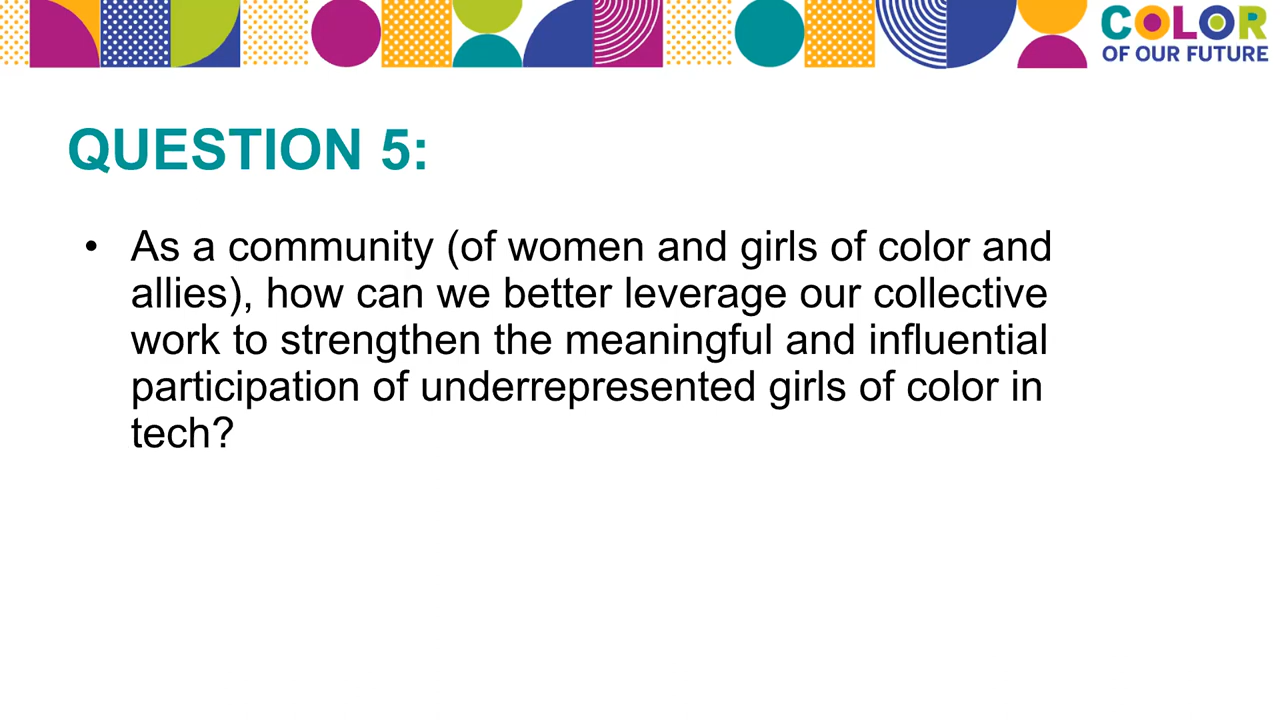 COLOR
OF OUR FUTURE
QUESTION 5:
• As a community (of women and girls of color and
allies), how can we better leverage our collective
work to strengthen the meaningful and influential
participation of underrepresented girls of color in
tech?